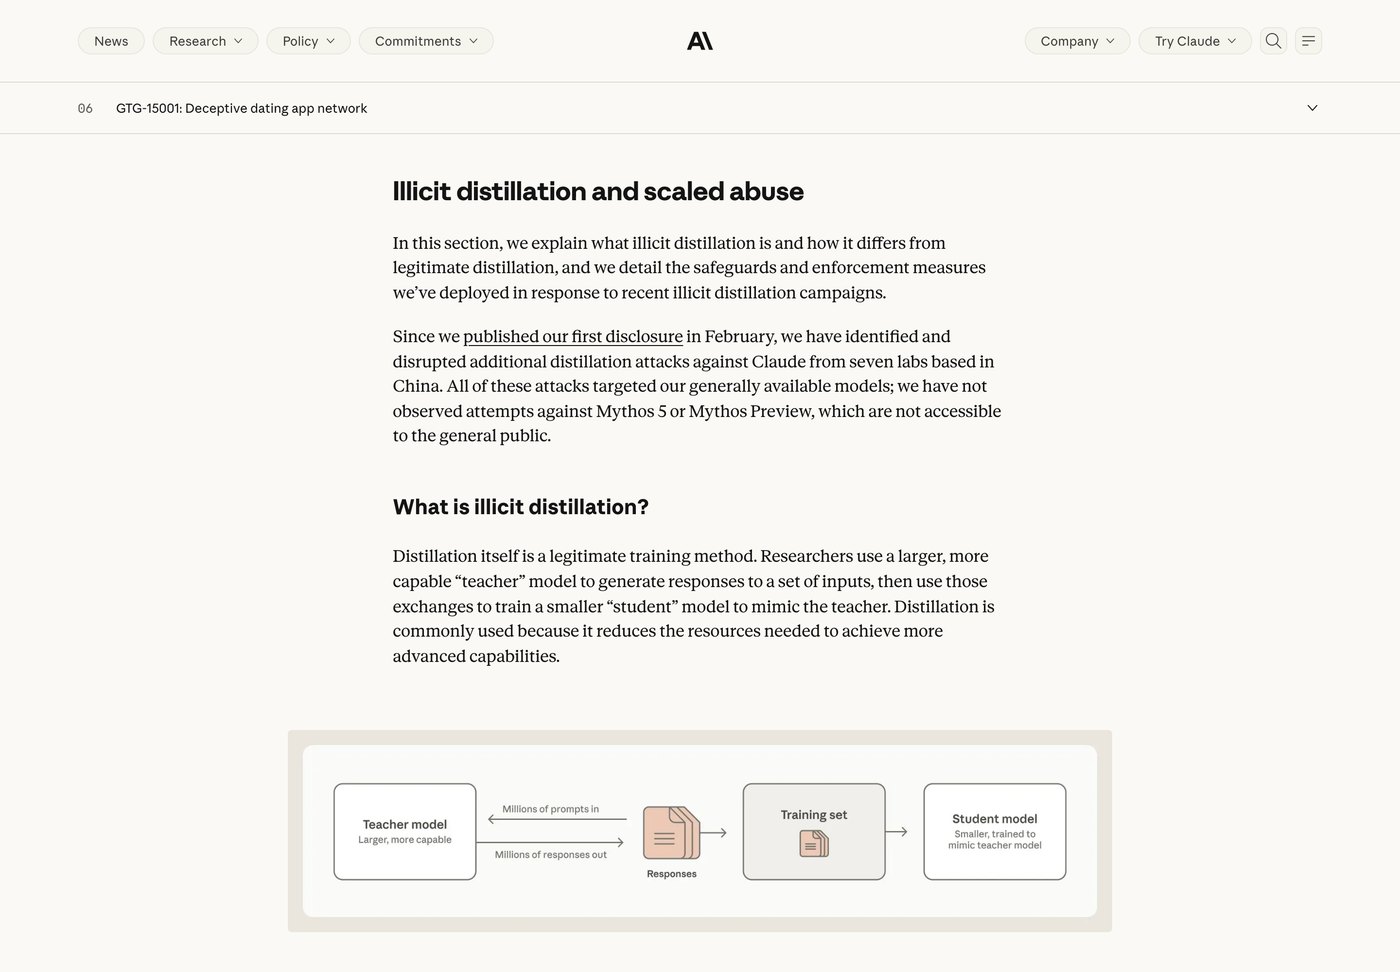 News
Research
Policy
Commitments
Company
Try Claude
06 GTG-15001: Deceptive dating app network
Illicit distillation and scaled abuse
In this section, we explain what illicit distillation is and how it differs from
legitimate distillation, and we detail the safeguards and enforcement measures
we’ve deployed in response to recent illicit distillation campaigns.
Since we published our first disclosure in February, we have identified and
disrupted additional distillation attacks against Claude from seven labs based in
China. All of these attacks targeted our generally available models; we have not
observed attempts against Mythos 5 or Mythos Preview, which are not accessible
to the general public.
What is illicit distillation?
Distillation itself is a legitimate training method. Researchers use a larger, more
capable “teacher” model to generate responses to a set of inputs, then use those
exchanges to train a smaller “student” model to mimic the teacher. Distillation is
commonly used because it reduces the resources needed to achieve more
advanced capabilities.
Teacher model
Larger, more capable
Millions of prompts in
Millions of responses out
Responses
Training set
Student model
Smaller, trained to
mimic teacher model